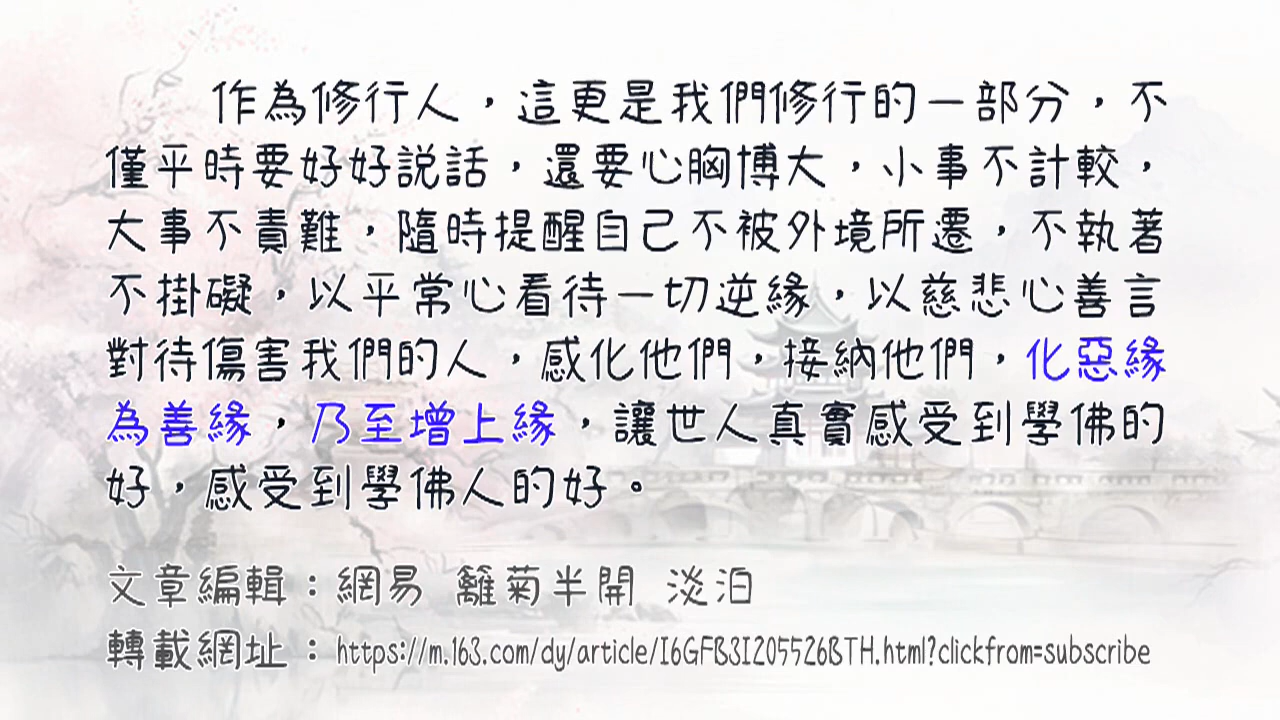 作為修行人，這更是我們修行的一部分，不
僅平時要好好說話，還要心胸博大，小事不計較，
大事不責難，隨時提醒自己不被外境所遷，不執著
不掛礙，以平常心看待一切逆緣，以慈悲心善言
對待傷害我們的人，感化他們，接納他們，化惡緣
為善緣，乃至增上緣，讓世人真實感受到學佛的
好，感受到學佛人的好。
文章編輯：網易 籬菊半開 淡泊
轉載網址：https://m.163.com/dy/article/I6GFB3I205526BTH.html?clickfrom=subscribe